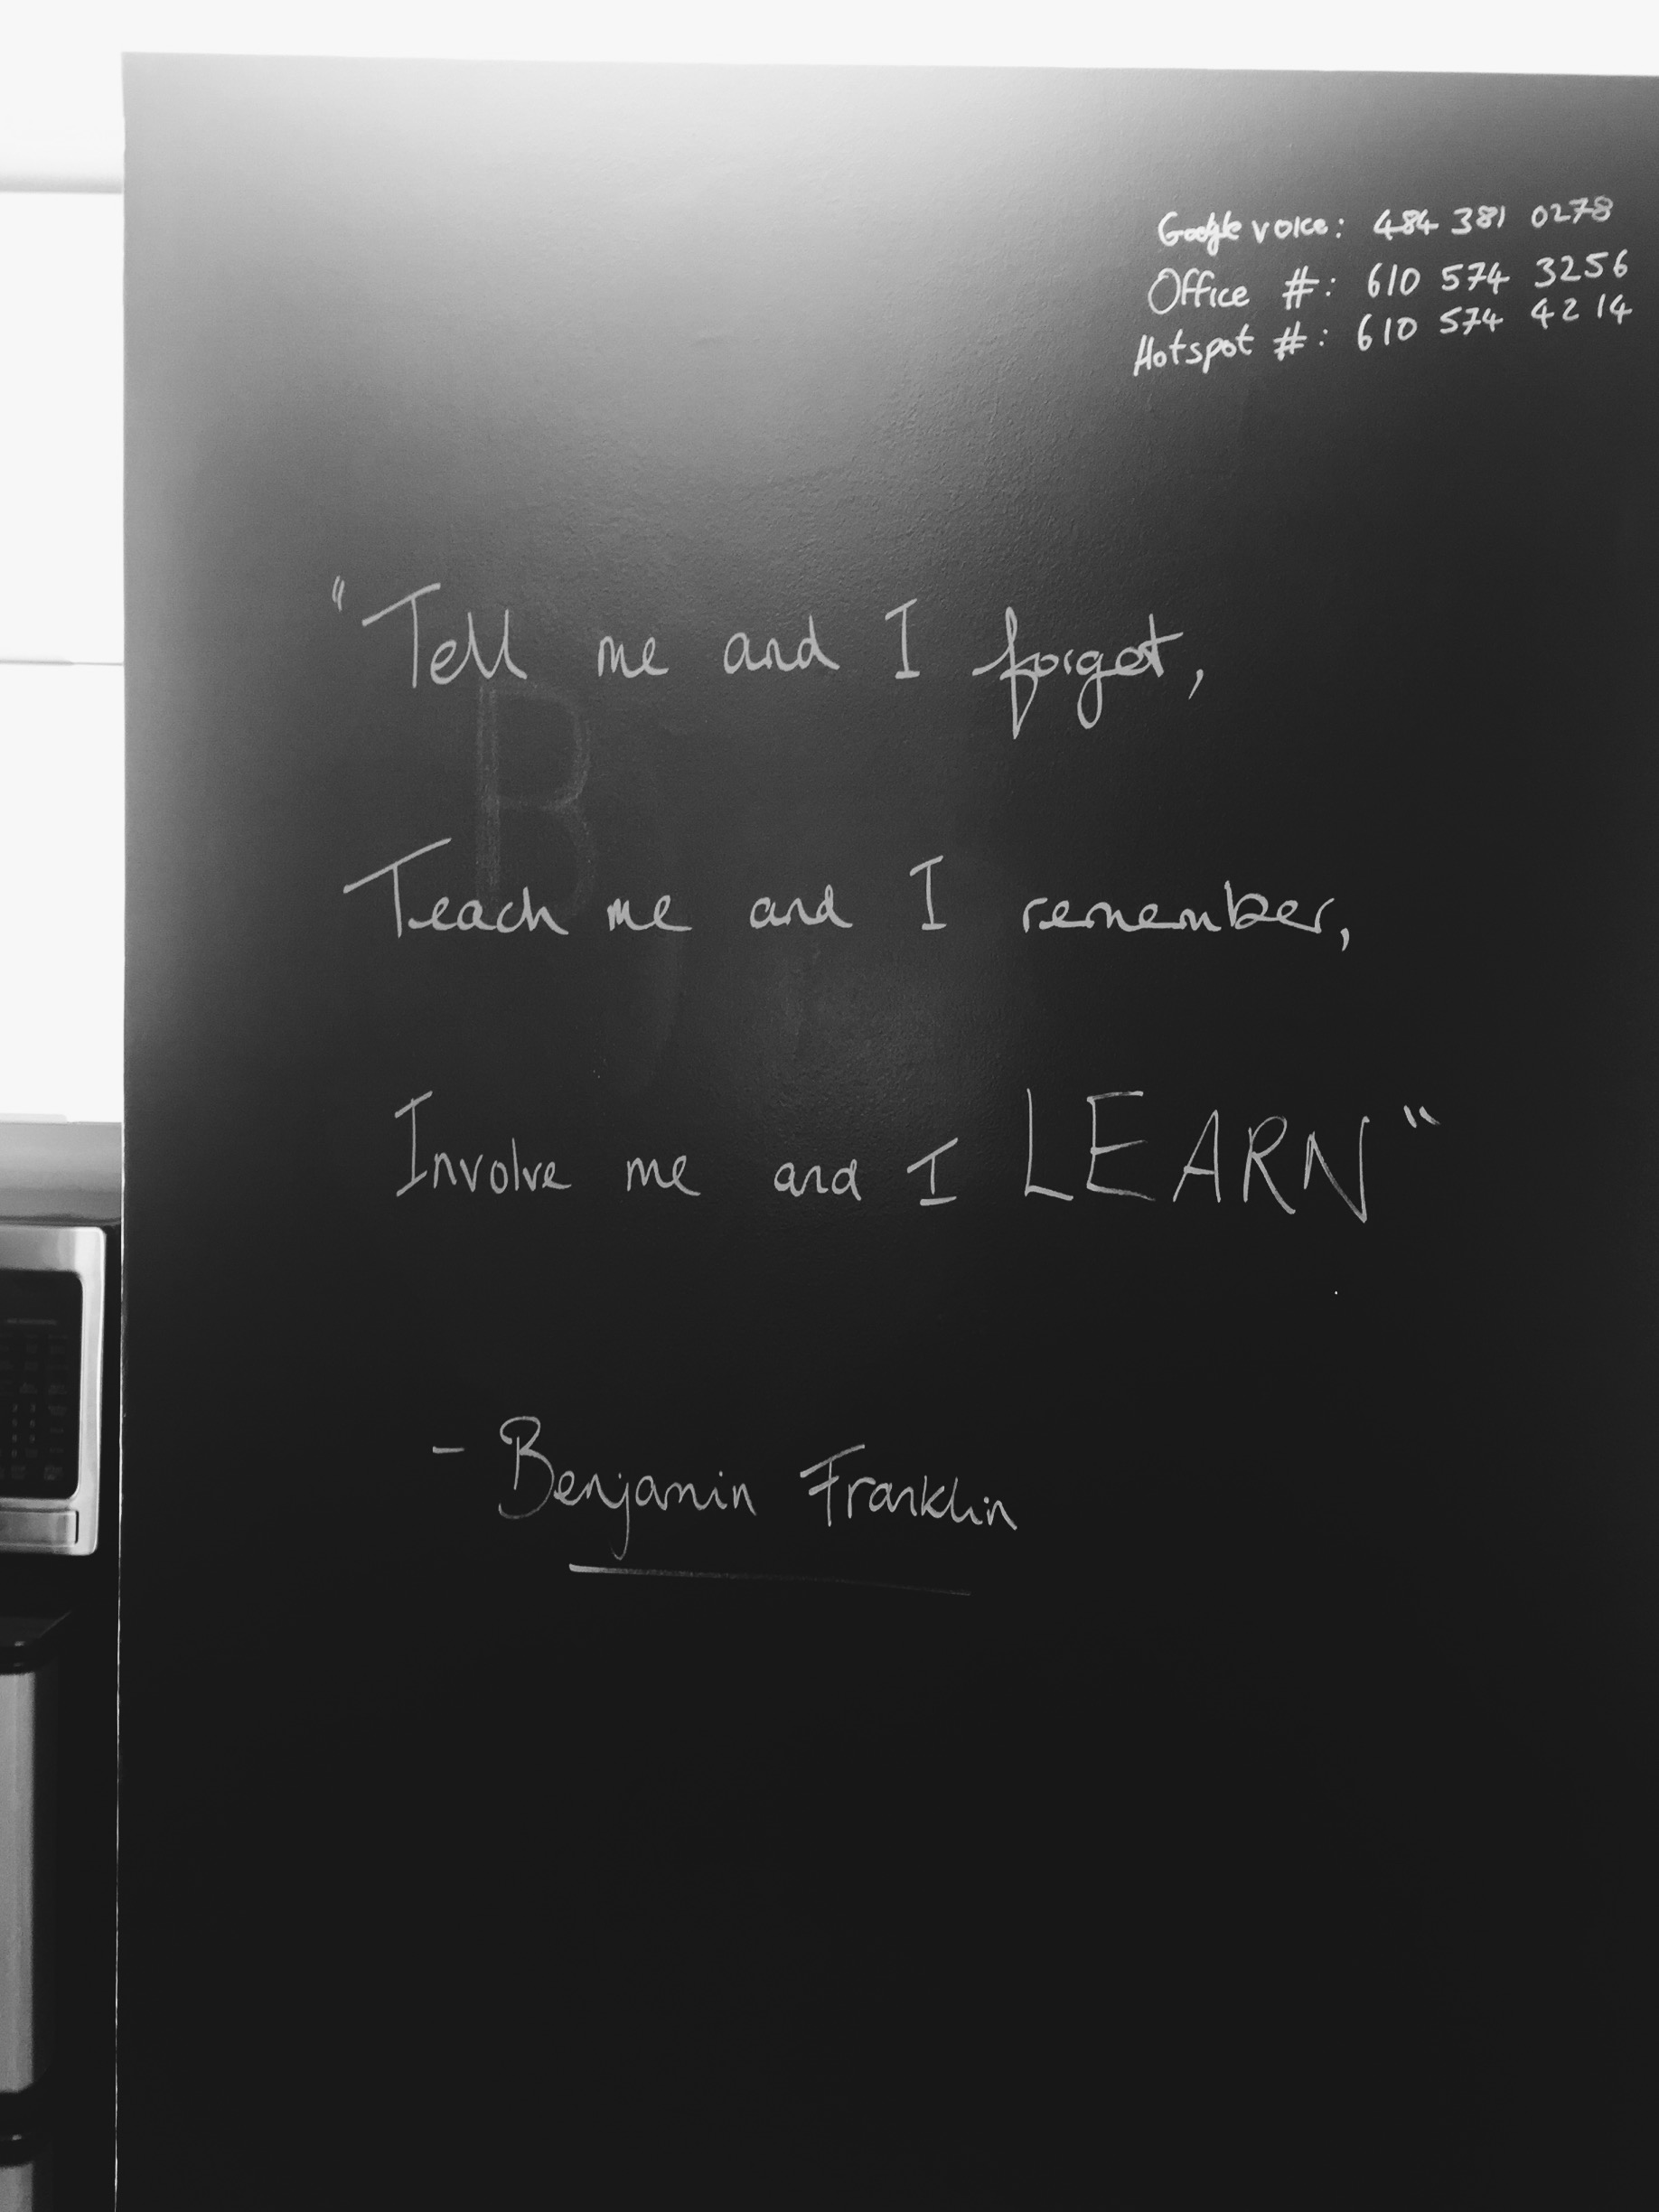 Google voice: 484 381 0278
Office #: 610 574 3256
Hotspot #: 610 574 4214
"Tell me and I forget,
B
Teach me and I remember,
Involve me and I LEARN"
- Benjamin Franklin